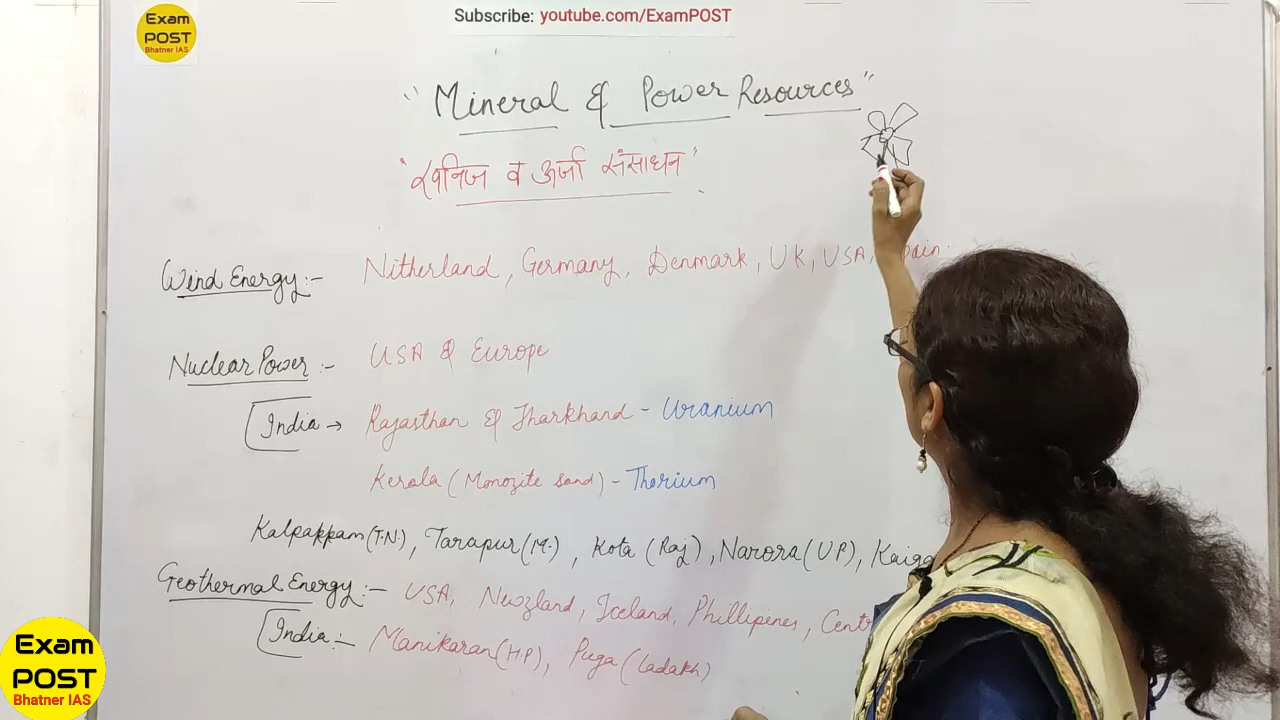 Exam
POST
Bhatner IAS
Subscribe: youtube.com/ExamPOST
"Mineral & Power Resources"
"खनिज व ऊर्जा संसाधन"
Wind Energy:- Nitherland, Germany, Denmark, UK, USA, pain.
Nuclear Power:- USA & Europe
India → Rajasthan & Jharkhand - Uranium
Kerala (Monozite sand) - Thorium
Kalpakkam (T.N.), Tarapur (M.), Kota (Raj), Narora (UP), Kaiga
Geothermal Energy:- USA, Newzland, Iceland, Phillipenes, Cent
India:- Manikaran (H.P), Puga (Ladakh)
Exam
POST
Bhatner IAS